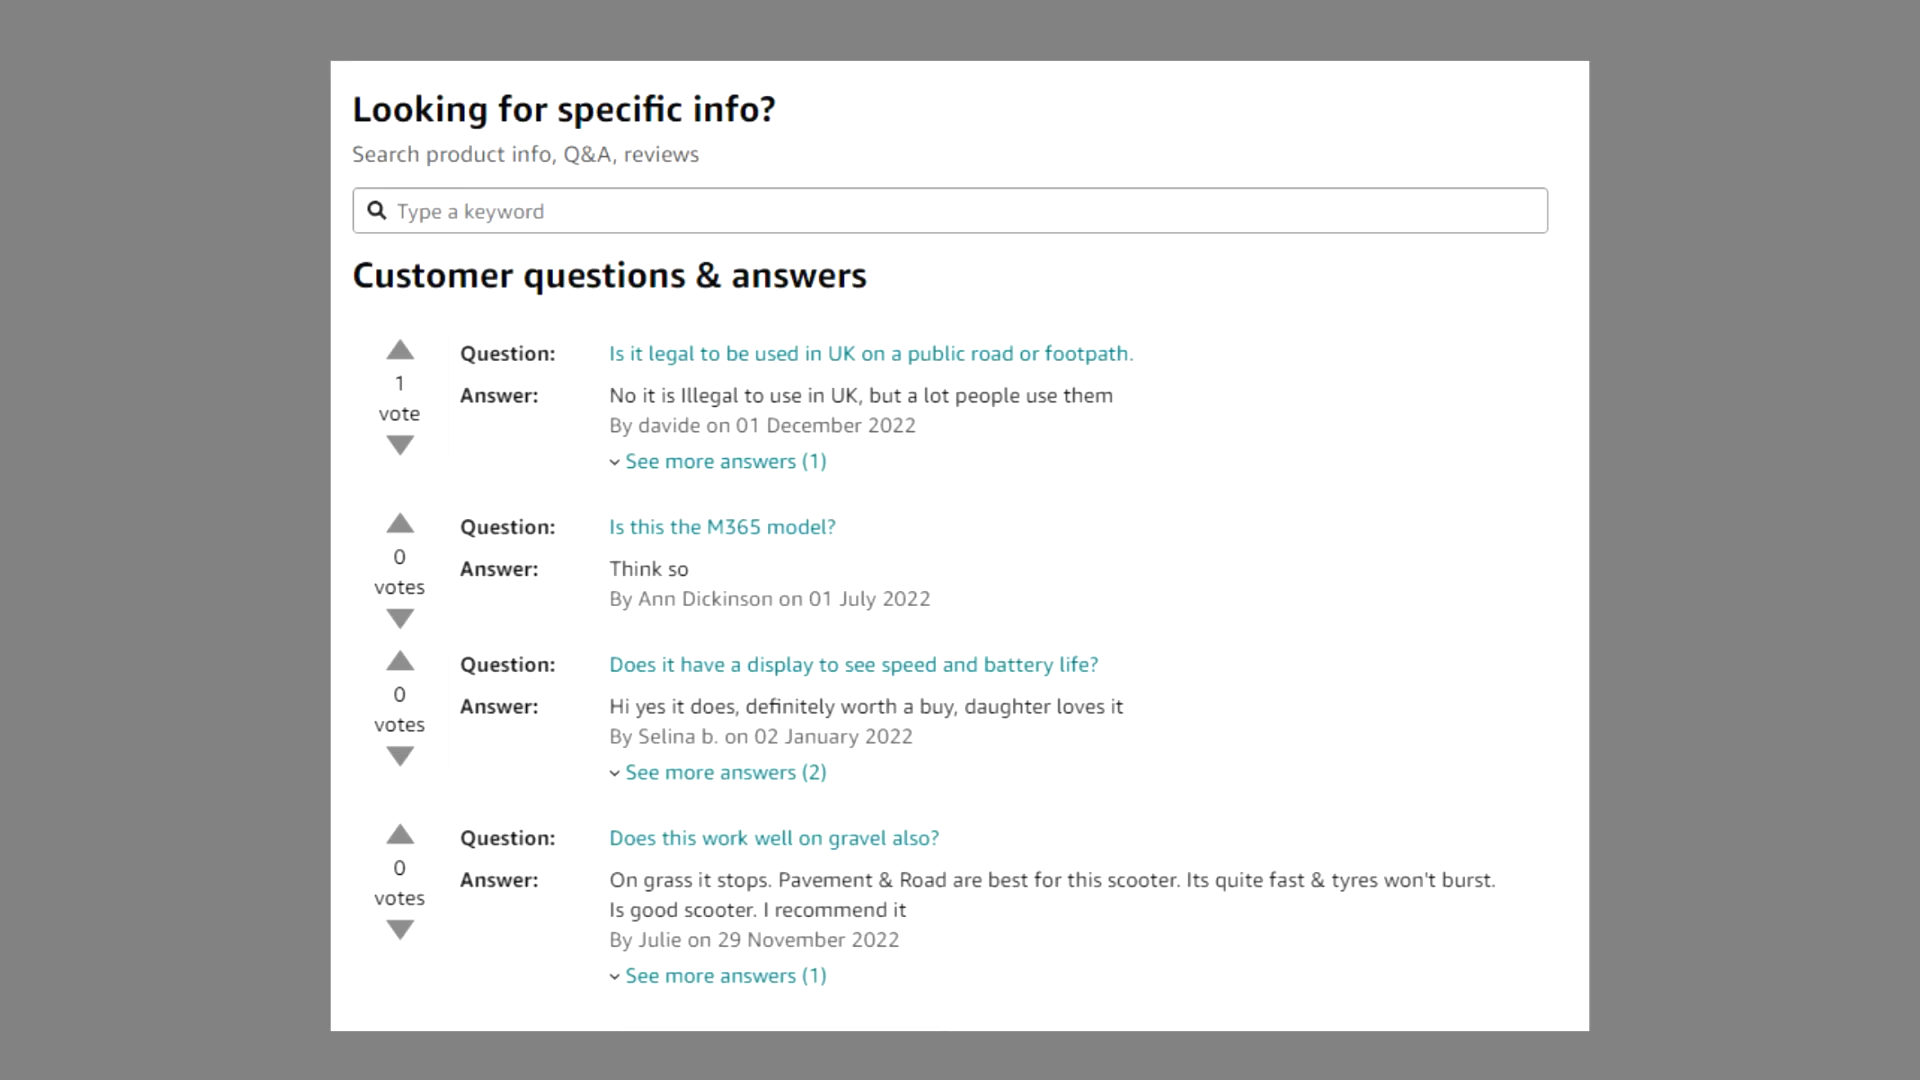 Looking for specific info?
Search product info, Q&A, reviews
Type a keyword
Customer questions & answers
1
vote
Question: Is it legal to be used in UK on a public road or footpath.
Answer: No it is Illegal to use in UK, but a lot people use them
By davide on 01 December 2022
See more answers (1)
0
votes
Question: Is this the M365 model?
Answer: Think so
By Ann Dickinson on 01 July 2022
0
votes
Question: Does it have a display to see speed and battery life?
Answer: Hi yes it does, definitely worth a buy, daughter loves it
By Selina b. on 02 January 2022
See more answers (2)
0
votes
Question: Does this work well on gravel also?
Answer: On grass it stops. Pavement & Road are best for this scooter. Its quite fast & tyres won't burst.
Is good scooter. I recommend it
By Julie on 29 November 2022
See more answers (1)